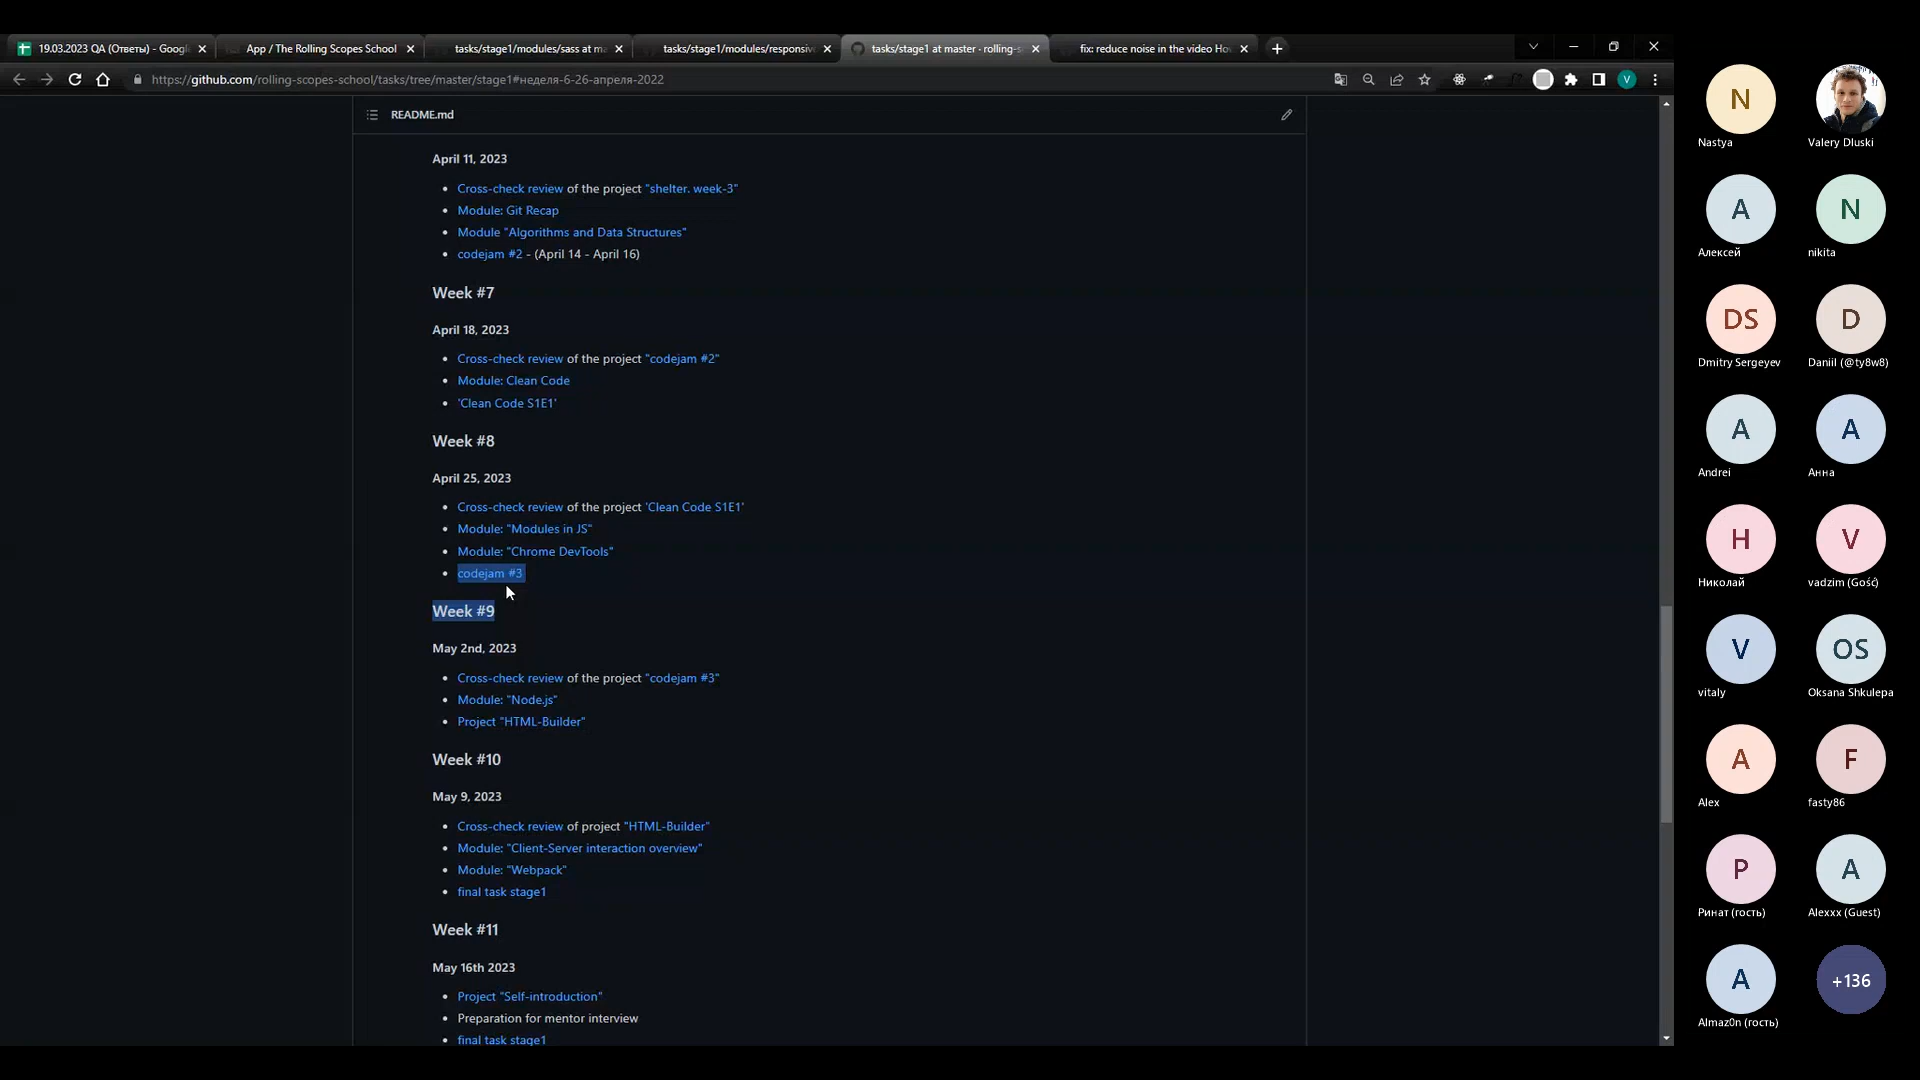 19.03.2023 QA (Ответы) - Googl
App / The Rolling Scopes School
tasks/stage1/modules/sass at ma
tasks/stage1/modules/responsive
tasks/stage1 at master · rolling-s
fix: reduce noise in the video Ho
https://github.com/rolling-scopes-school/tasks/tree/master/stage1#неделя-6-26-апреля-2022
V
README.md
April 11, 2023
Cross-check review of the project "shelter. week-3"
Module: Git Recap
Module "Algorithms and Data Structures"
codejam #2 - (April 14 - April 16)
Week #7
April 18, 2023
Cross-check review of the project "codejam #2"
Module: Clean Code
'Clean Code S1E1'
Week #8
April 25, 2023
Cross-check review of the project 'Clean Code S1E1'
Module: "Modules in JS"
Module: "Chrome DevTools"
codejam #3
Week #9
May 2nd, 2023
Cross-check review of the project "codejam #3"
Module: "Node.js"
Project "HTML-Builder"
Week #10
May 9, 2023
Cross-check review of project "HTML-Builder"
Module: "Client-Server interaction overview"
Module: "Webpack"
final task stage1
Week #11
May 16th 2023
Project "Self-introduction"
Preparation for mentor interview
final task stage1
N
Nastya
Valery Dluski
A
Алексей
N
nikita
DS
Dmitry Sergeyev
D
Daniil (@ty8w8)
A
Andrei
А
Анна
Н
Николай
V
vadzim (Gość)
V
vitaly
OS
Oksana Shkulepa
A
Alex
F
fasty86
Р
Ринат (гость)
A
Alexxx (Guest)
A
Almaz0n (гость)
+136